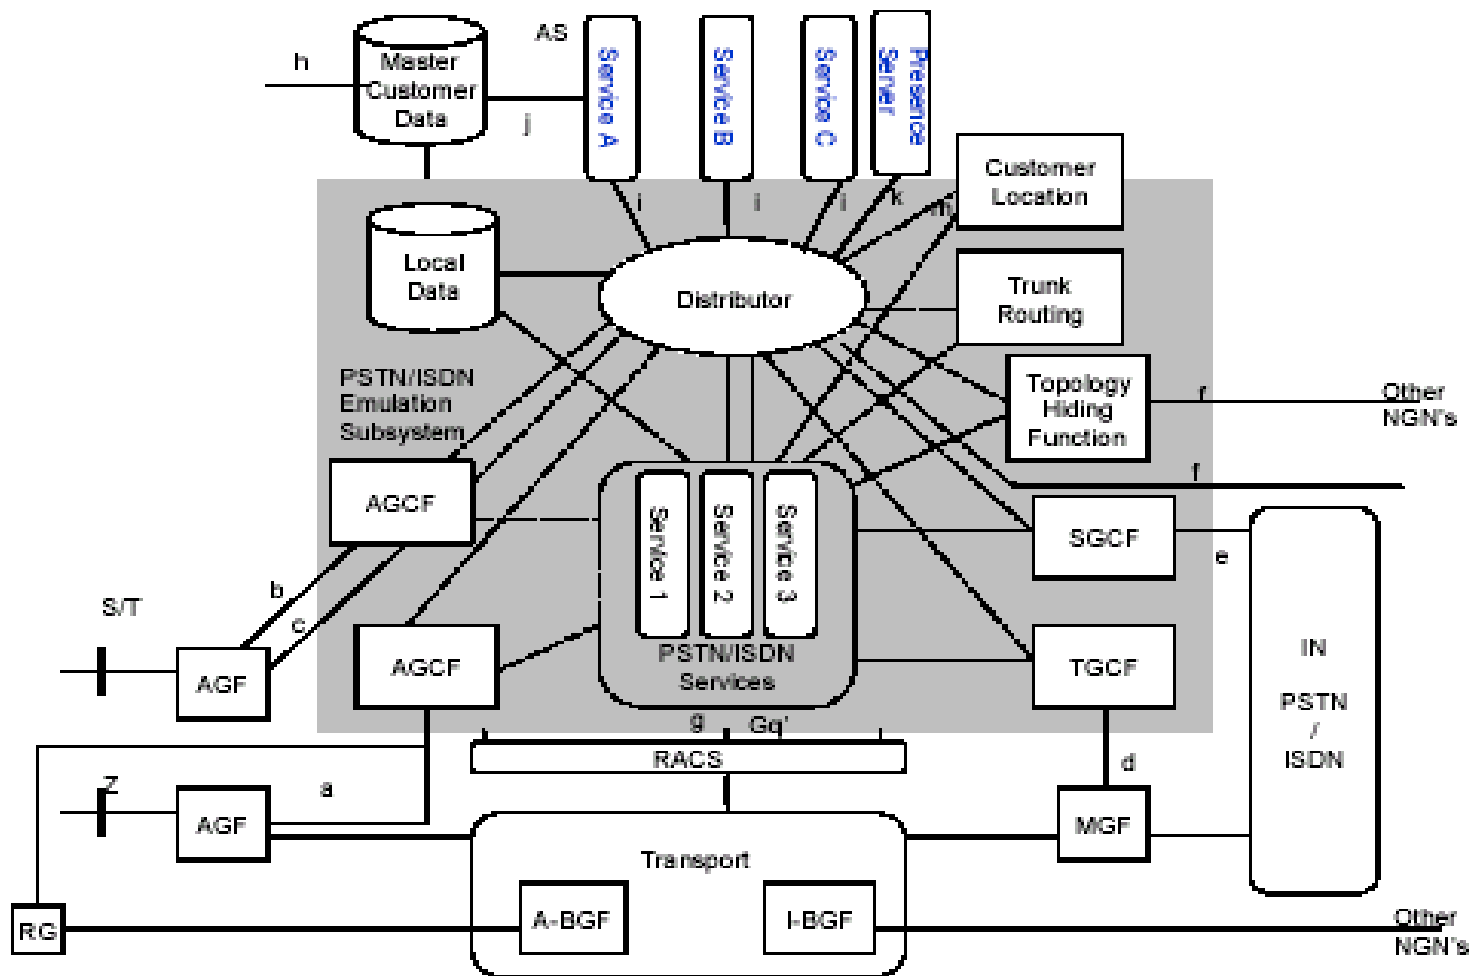 AS
h
Master
Customer
Data
j
Service A
Service B
Service C
Presence
Server
Customer
Location
i
i
i
k
m
Local
Data
Distributor
Trunk
Routing
PSTN/ISDN
Emulation
Subsystem
Topology
Hiding
Function
f
Other
NGN's
f
AGCF
Service 1
Service 2
Service 3
SGCF
e
b
S/T
c
AGF
AGCF
PSTN/ISDN
Services
TGCF
IN
PSTN
/
ISDN
g
Gq'
RACS
d
Z
a
AGF
MGF
Transport
RG
A-BGF
I-BGF
Other
NGN's